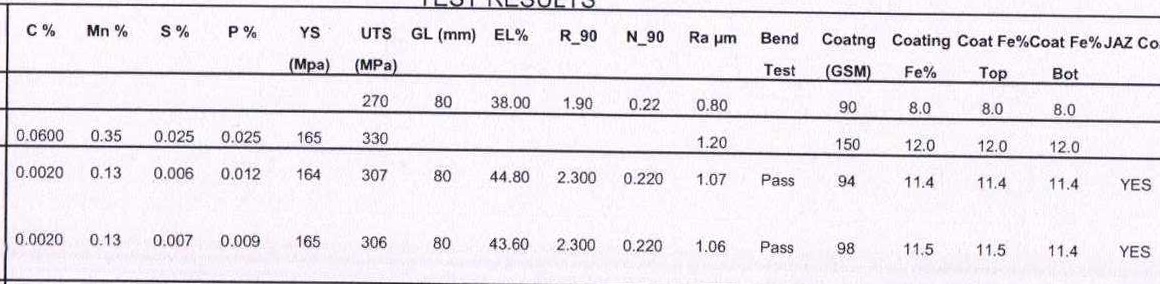 TEST RESULTS
C % Mn % S % P % YS UTS GL (mm) EL% R_90 N_90 Ra µm Bend Coatng Coating Coat Fe% Coat Fe% JAZ Co
(Mpa) (MPa) Test (GSM) Fe% Top Bot
270 80 38.00 1.90 0.22 0.80 90 8.0 8.0 8.0
0.0600 0.35 0.025 0.025 165 330 1.20 150 12.0 12.0 12.0
0.0020 0.13 0.006 0.012 164 307 80 44.80 2.300 0.220 1.07 Pass 94 11.4 11.4 11.4 YES
0.0020 0.13 0.007 0.009 165 306 80 43.60 2.300 0.220 1.06 Pass 98 11.5 11.5 11.4 YES